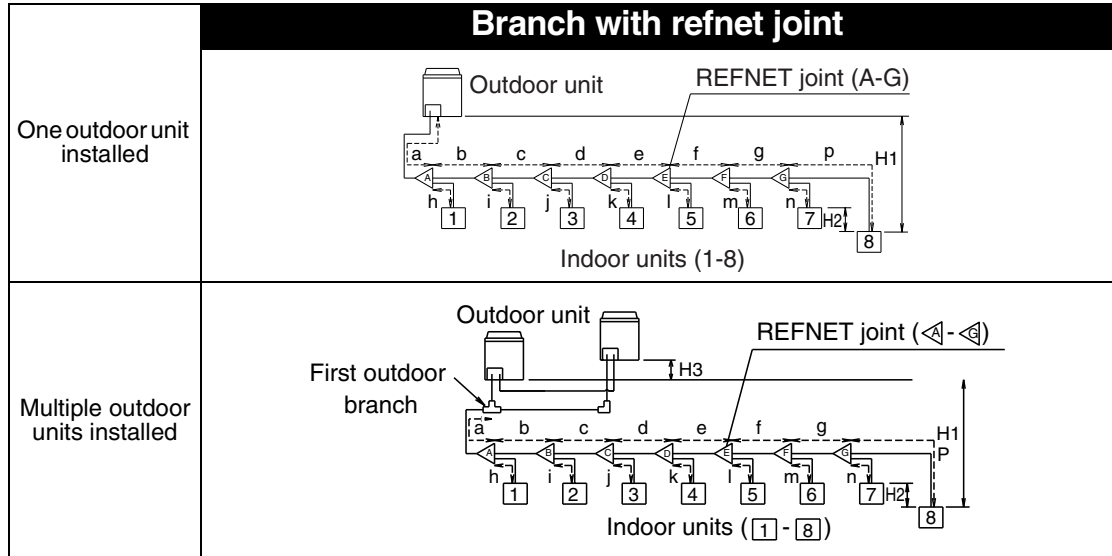 Branch with refnet joint
One outdoor unit
installed
Outdoor unit
REFNET joint (A-G)
a b c d e f g p H1
A B C D E F G
h i j k l m n H2
1 2 3 4 5 6 7
8
Indoor units (1-8)
Multiple outdoor
units installed
Outdoor unit
REFNET joint (A - G)
H3
First outdoor
branch
a b c d e f g H1
A B C D E F G P
h i j k l m n H2
1 2 3 4 5 6 7
8
Indoor units (1 - 8)